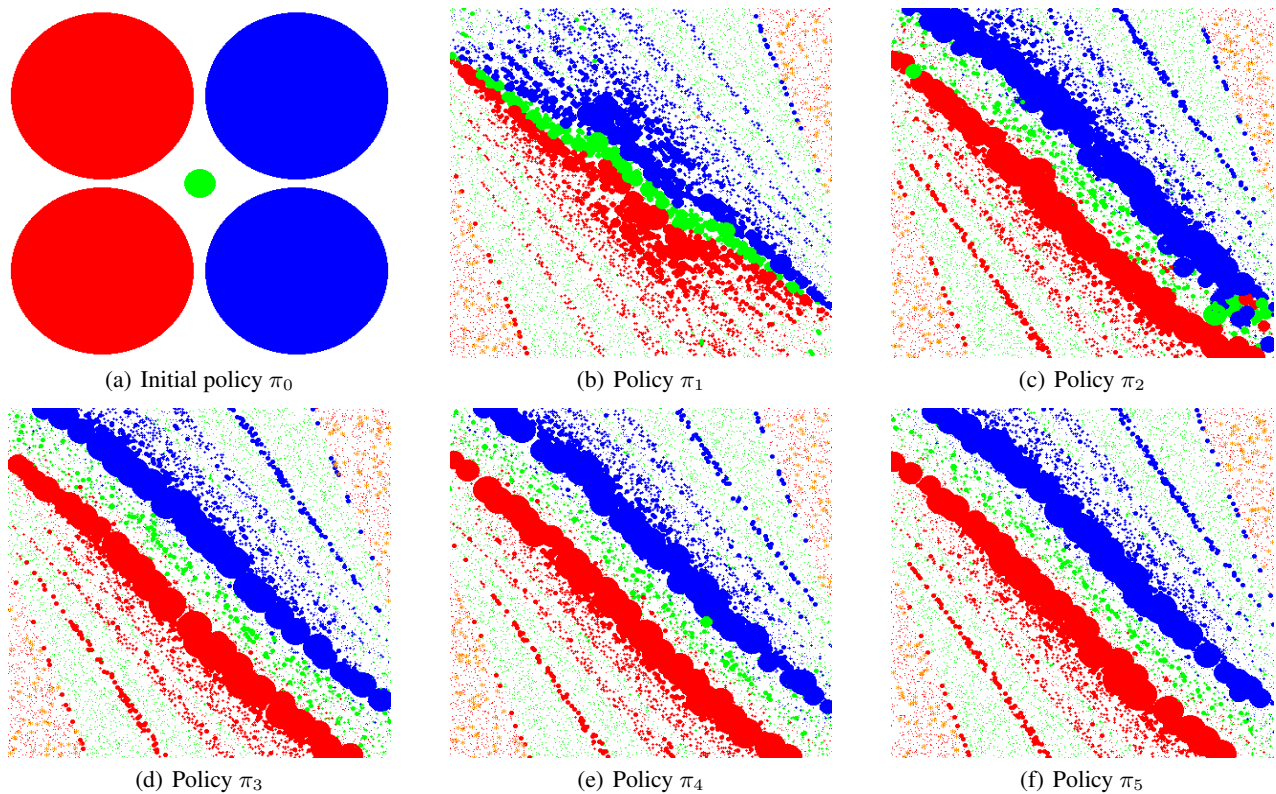 (a) Initial policy π₀
(b) Policy π₁
(c) Policy π₂
(d) Policy π₃
(e) Policy π₄
(f) Policy π₅